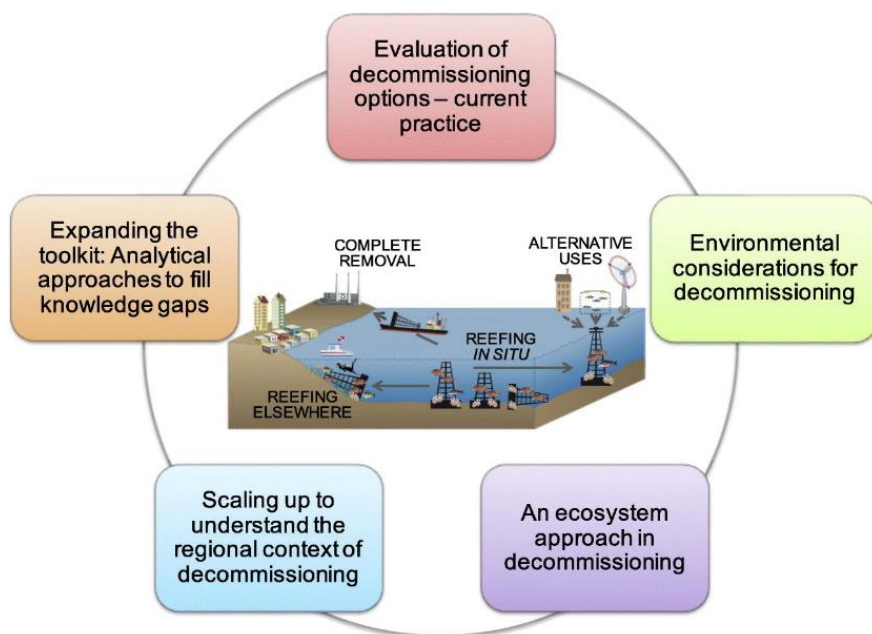 Evaluation of
decommissioning
options – current
practice
Expanding the
toolkit: Analytical
approaches to fill
knowledge gaps
Environmental
considerations for
decommissioning
COMPLETE
REMOVAL
ALTERNATIVE
USES
REEFING
IN SITU
REEFING
ELSEWHERE
Scaling up to
understand the
regional context of
decommissioning
An ecosystem
approach in
decommissioning